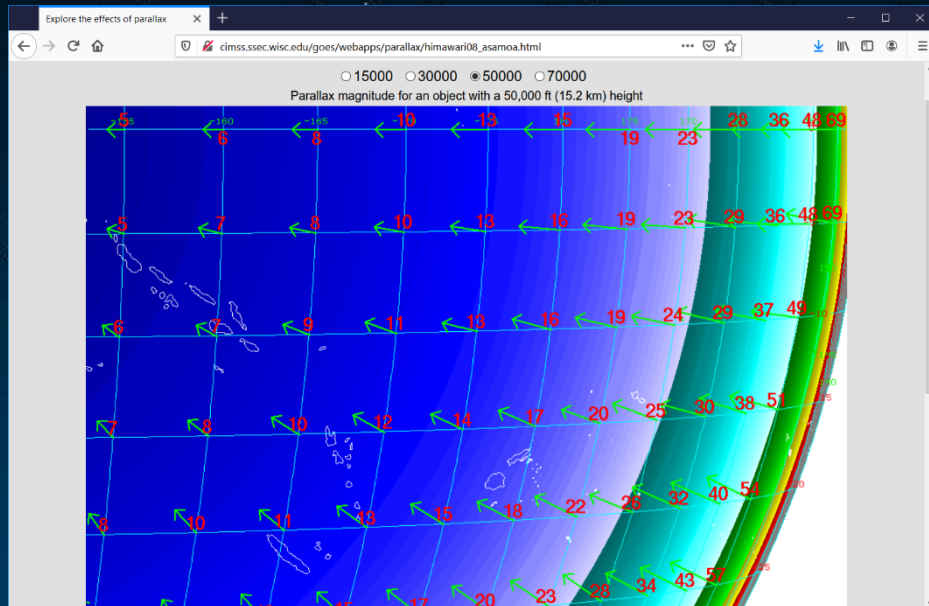 Explore the effects of parallax
cimss.ssec.wisc.edu/goes/webapps/parallax/himawari08_asamoa.html
15000 30000 50000 70000
Parallax magnitude for an object with a 50,000 ft (15.2 km) height
-160 -165 170
5 6 8 10 13 16 19 23 28 36 48 69
5 7 8 10 13 16 19 23 29 36 48 69
6 7 9 11 13 16 19 24 29 37 49
7 8 10 12 14 17 20 25 30 38 51
8 10 11 13 15 18 22 26 32 40 54
17 20 23 28 34 43 57